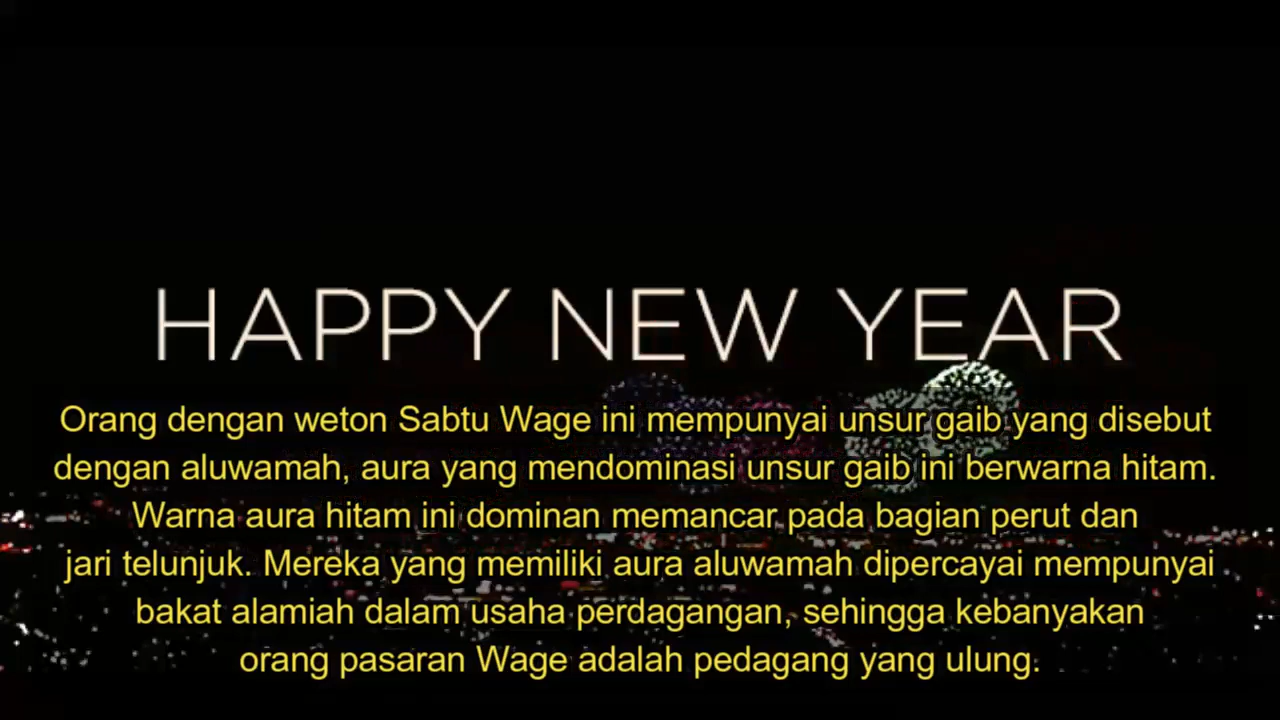 HAPPY NEW YEAR
Orang dengan weton Sabtu Wage ini mempunyai unsur gaib yang disebut
dengan aluwamah, aura yang mendominasi unsur gaib ini berwarna hitam.
Warna aura hitam ini dominan memancar pada bagian perut dan
jari telunjuk. Mereka yang memiliki aura aluwamah dipercayai mempunyai
bakat alamiah dalam usaha perdagangan, sehingga kebanyakan
orang pasaran Wage adalah pedagang yang ulung.